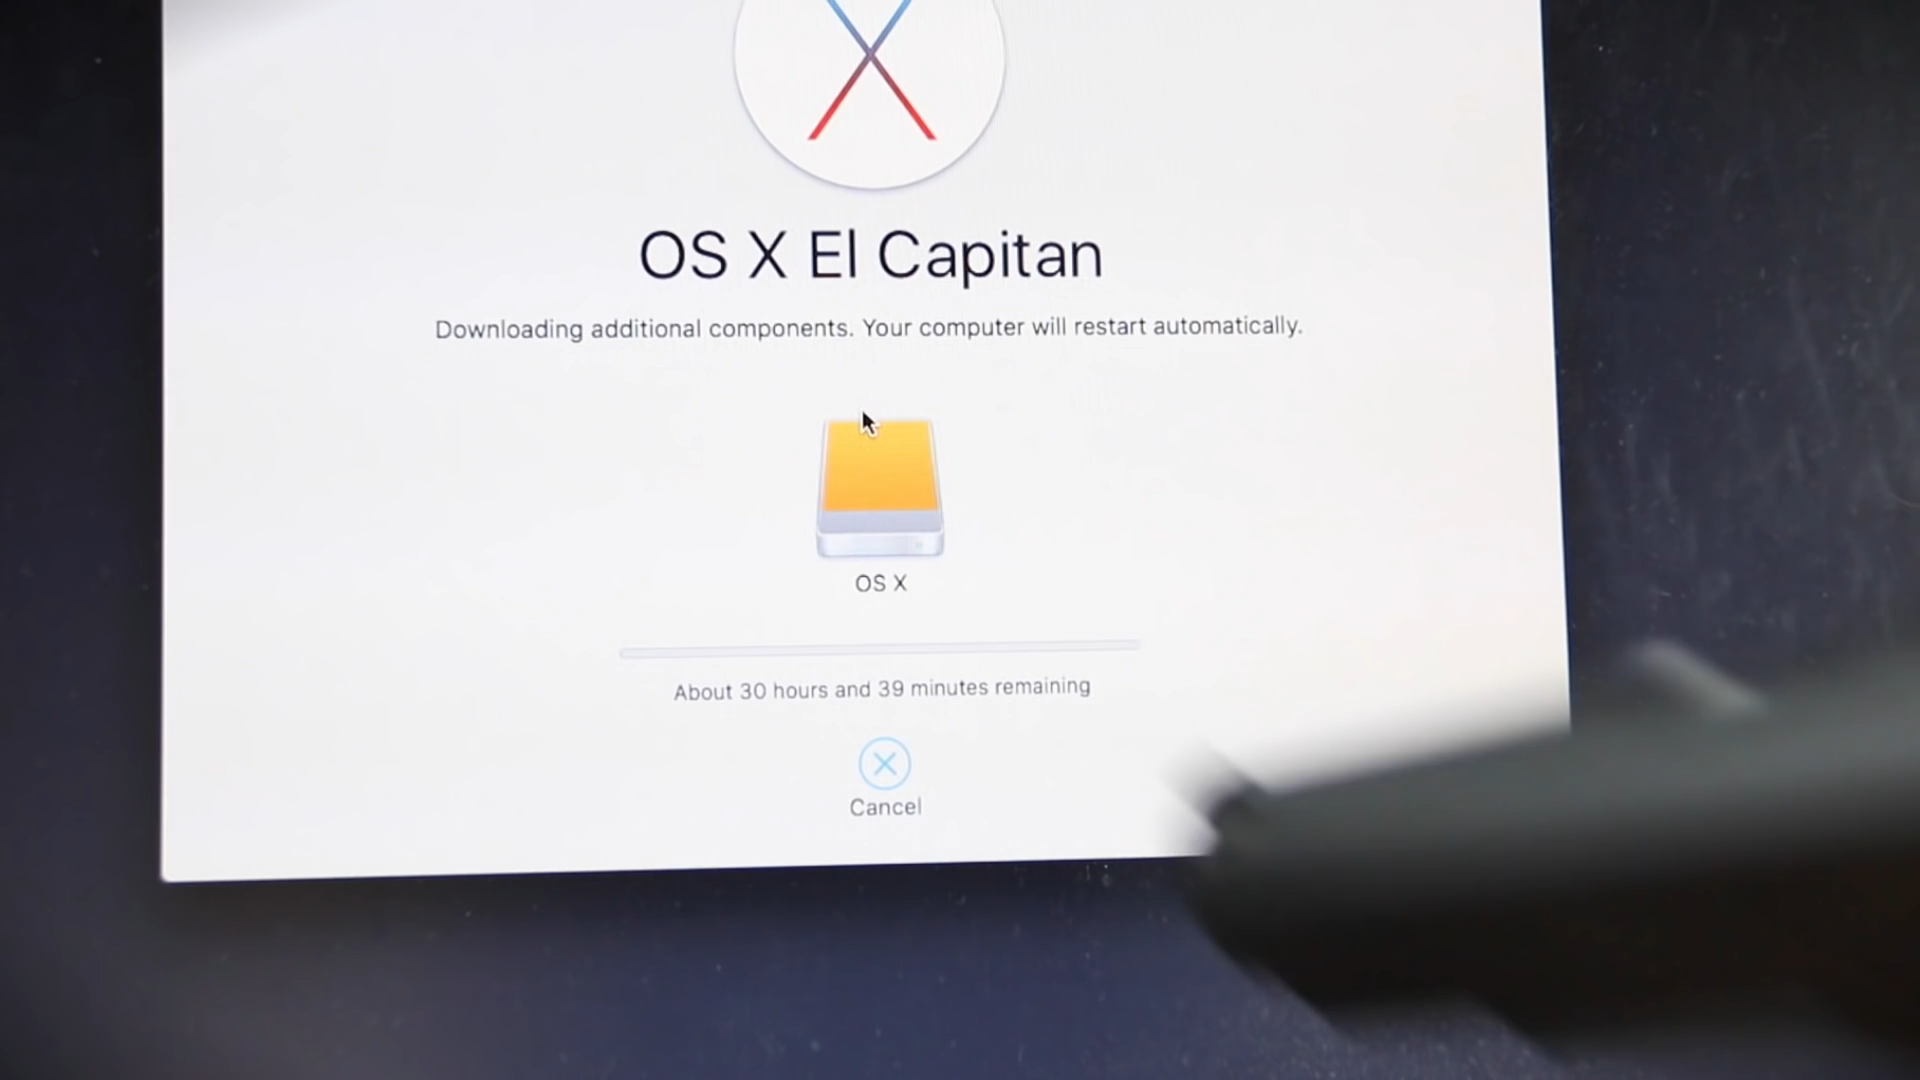 OS X El Capitan
Downloading additional components. Your computer will restart automatically.
OS X
About 30 hours and 39 minutes remaining
Cancel